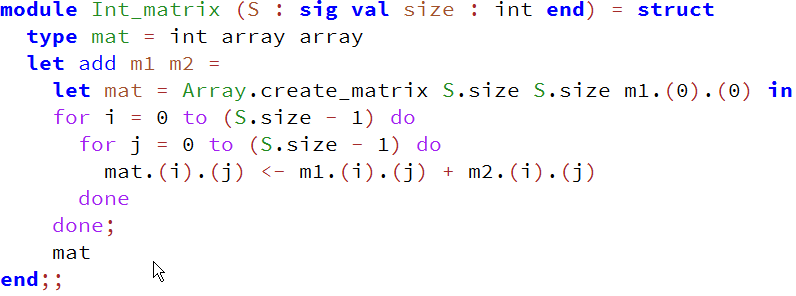 module Int_matrix (S : sig val size : int end) = struct
  type mat = int array array
  let add m1 m2 =
    let mat = Array.create_matrix S.size S.size m1.(0).(0) in
    for i = 0 to (S.size - 1) do
      for j = 0 to (S.size - 1) do
        mat.(i).(j) <- m1.(i).(j) + m2.(i).(j)
      done
    done;
    mat
end;;